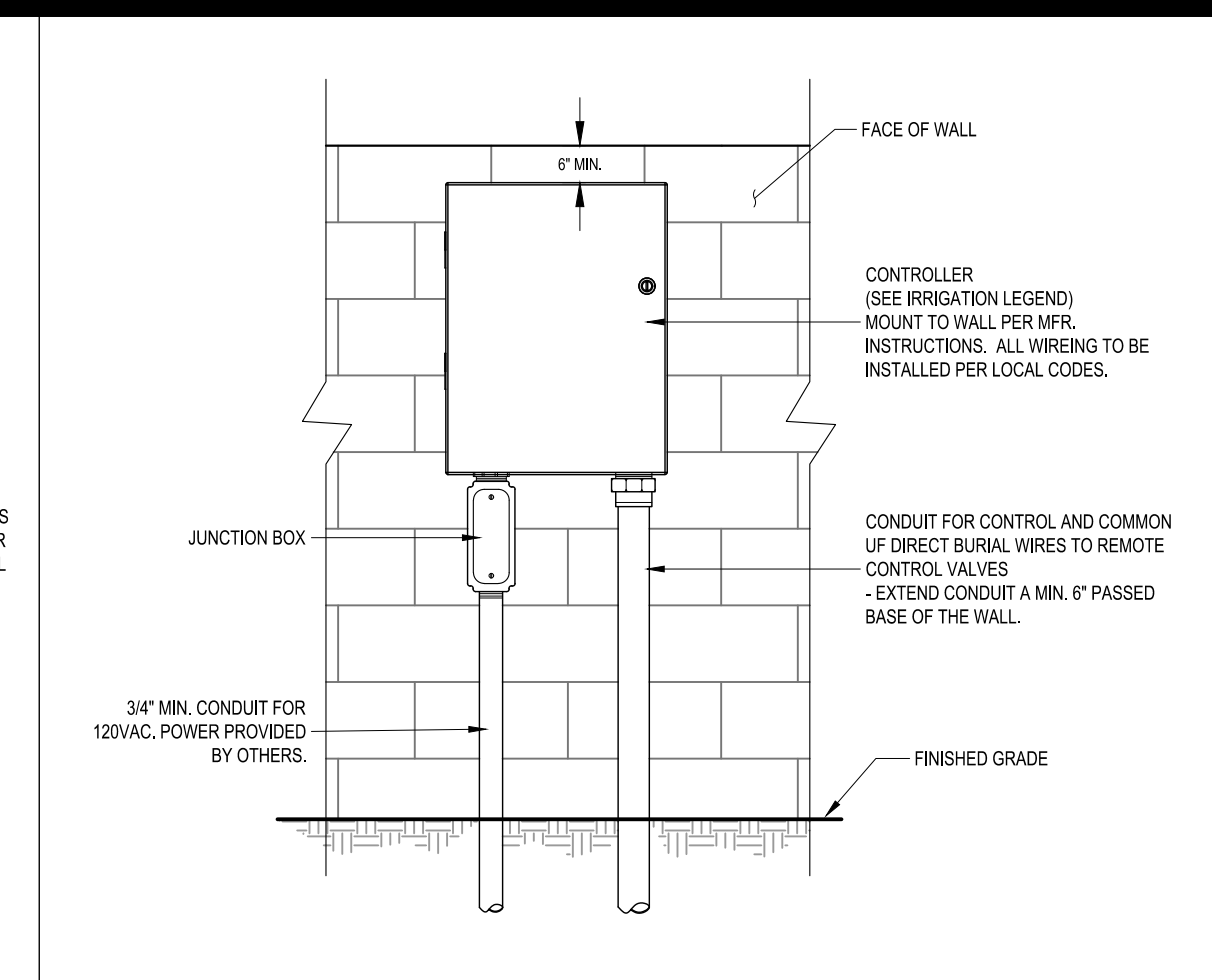 6" MIN.
FACE OF WALL
CONTROLLER
(SEE IRRIGATION LEGEND)
MOUNT TO WALL PER MFR.
INSTRUCTIONS. ALL WIREING TO BE
INSTALLED PER LOCAL CODES.
S
R
L
JUNCTION BOX
CONDUIT FOR CONTROL AND COMMON
UF DIRECT BURIAL WIRES TO REMOTE
CONTROL VALVES
- EXTEND CONDUIT A MIN. 6" PASSED
BASE OF THE WALL.
3/4" MIN. CONDUIT FOR
120VAC. POWER PROVIDED
BY OTHERS.
FINISHED GRADE